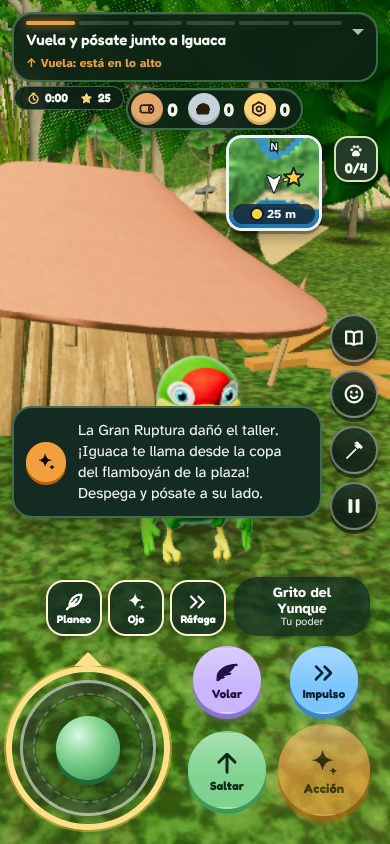 Vuela y pósate junto a Iguaca
↑ Vuela: está en lo alto
0:00 25
0 0 0
N
25 m
0/4
La Gran Ruptura dañó el taller.
¡Iguaca te llama desde la copa
del flamboyán de la plaza!
Despega y pósate a su lado.
Planeo Ojo Ráfaga
Grito del
Yunque
Tu poder
Volar Impulso
Saltar Acción